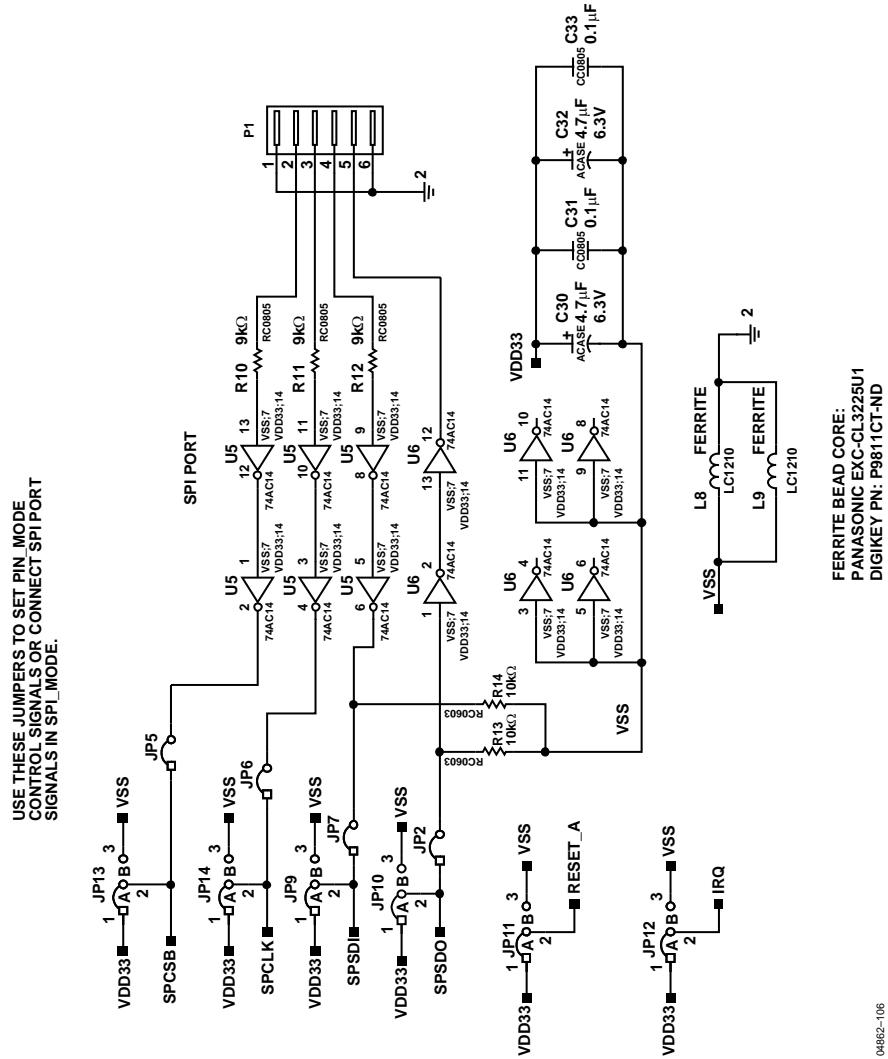 USE THESE JUMPERS TO SET PIN_MODE
CONTROL SIGNALS OR CONNECT SPI PORT
SIGNALS IN SPI_MODE.
SPI PORT
P1
1
2
3
4
5
6
2
JP13
1
A
B
3
2
VDD33
VSS
SPCSB
JP5
2
U5
1
74AC14
VSS;7
VDD33;14
12
U5
13
74AC14
VSS;7
VDD33;14
R10
9kΩ
RC0805
JP14
1
A
B
3
2
VDD33
VSS
SPCLK
JP6
4
U5
3
74AC14
VSS;7
VDD33;14
10
U5
11
74AC14
VSS;7
VDD33;14
R11
9kΩ
RC0805
JP9
1
A
B
3
2
VDD33
VSS
SPSDI
JP7
6
U5
5
74AC14
VSS;7
VDD33;14
8
U5
9
74AC14
VSS;7
VDD33;14
R12
9kΩ
RC0805
JP10
1
A
B
3
2
VDD33
VSS
SPSDO
JP2
1
U6
2
74AC14
VSS;7
VDD33;14
13
U6
12
74AC14
VSS;7
VDD33;14
RC0603
R14
10kΩ
RC0603
R13
10kΩ
VSS
JP11
1
A
B
3
2
VDD33
VSS
RESET_A
3
U6
4
74AC14
VSS;7
VDD33;14
5
U6
6
74AC14
VSS;7
VDD33;14
11
U6
10
74AC14
VSS;7
VDD33;14
9
U6
8
74AC14
VSS;7
VDD33;14
VDD33
C30
4.7µF
6.3V
ACASE
+
C31
0.1µF
CC0805
C32
4.7µF
6.3V
ACASE
+
C33
0.1µF
CC0805
JP12
1
A
B
3
2
VDD33
VSS
IRQ
VSS
L8
FERRITE
LC1210
L9
FERRITE
LC1210
2
FERRITE BEAD CORE:
PANASONIC EXC-CL3225U1
DIGIKEY PN: P9811CT-ND
04862–106